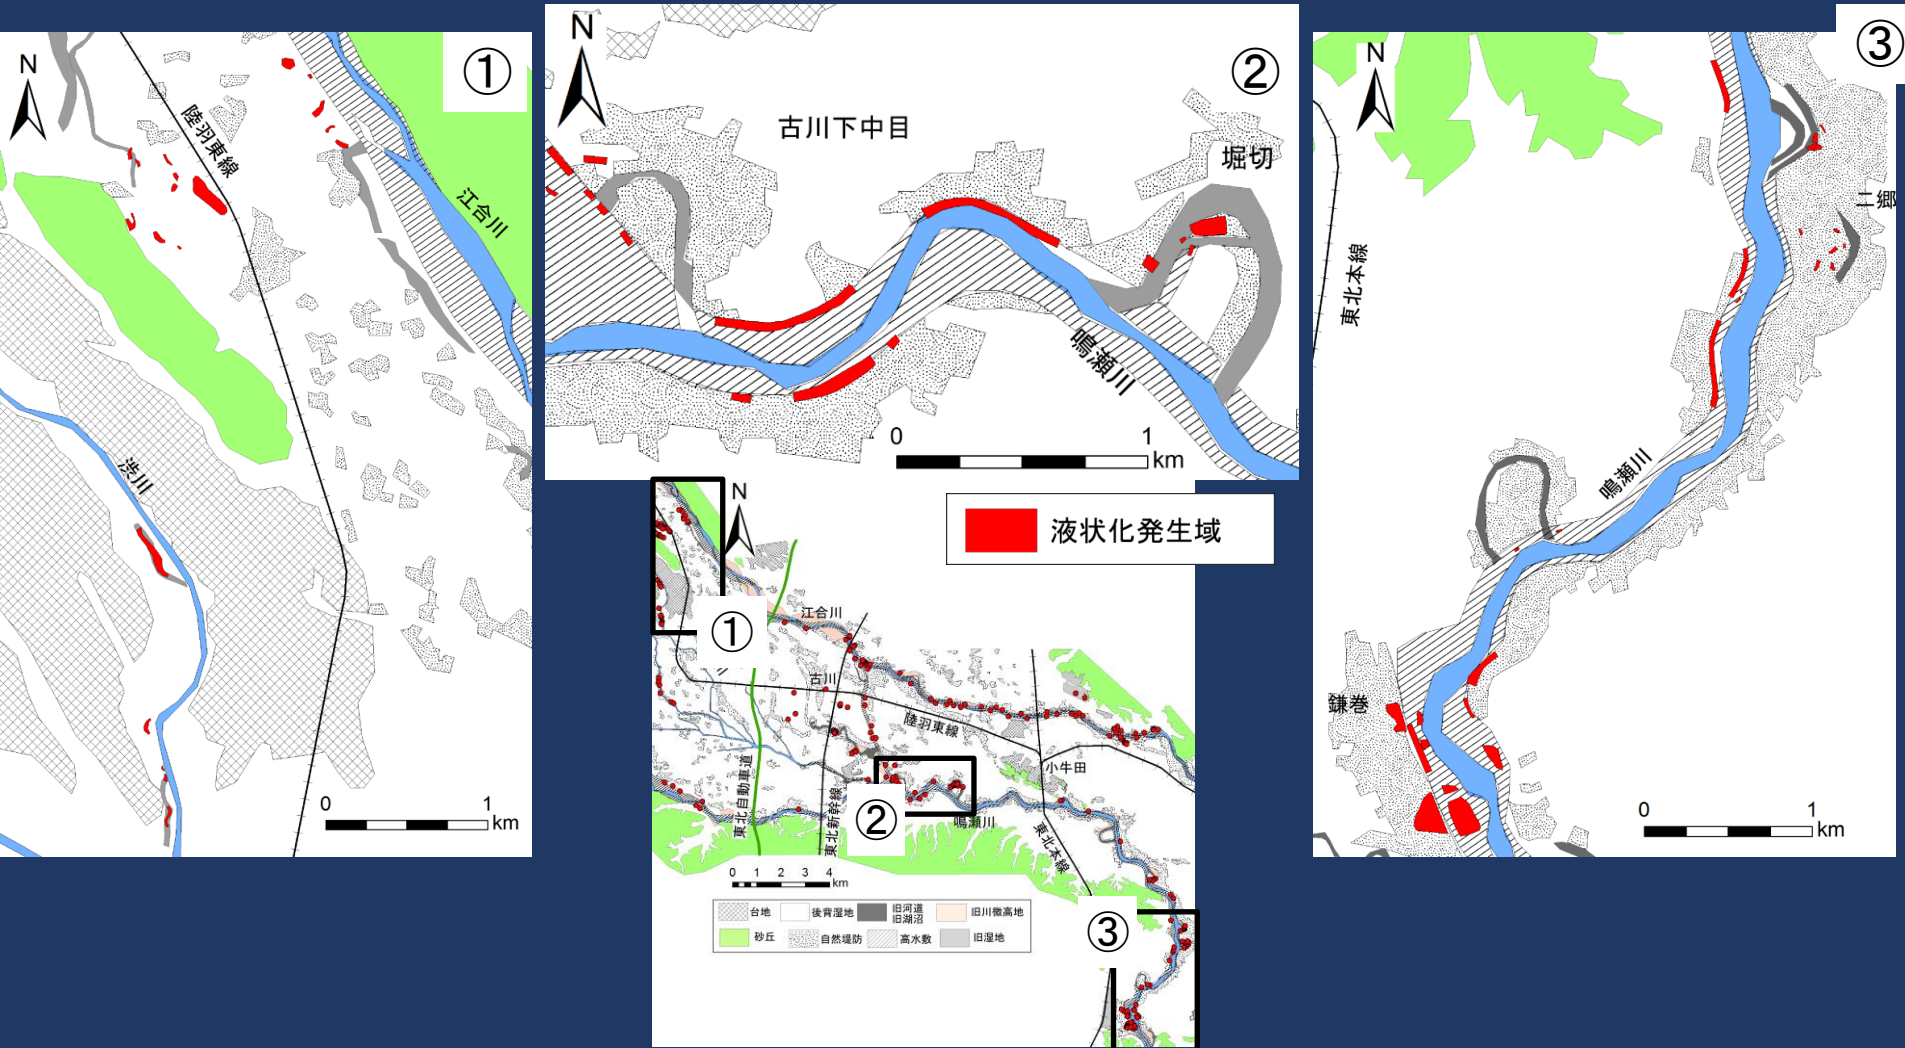 ①
N
陸羽東線
江合川
渋川
0 1
km
②
N
古川下中目
堀切
鳴瀬川
0 1
km
③
N
二郷
東北本線
鳴瀬川
鎌巻
0 1
km
液状化発生域
N
①
江合川
古川
陸羽東線
小牛田
東北自動車道
東北新幹線
②
鳴瀬川
東北本線
③
0 1 2 3 4
km
台地
後背湿地
旧河道
旧湖沼
旧川微高地
砂丘
自然堤防
高水敷
旧湿地